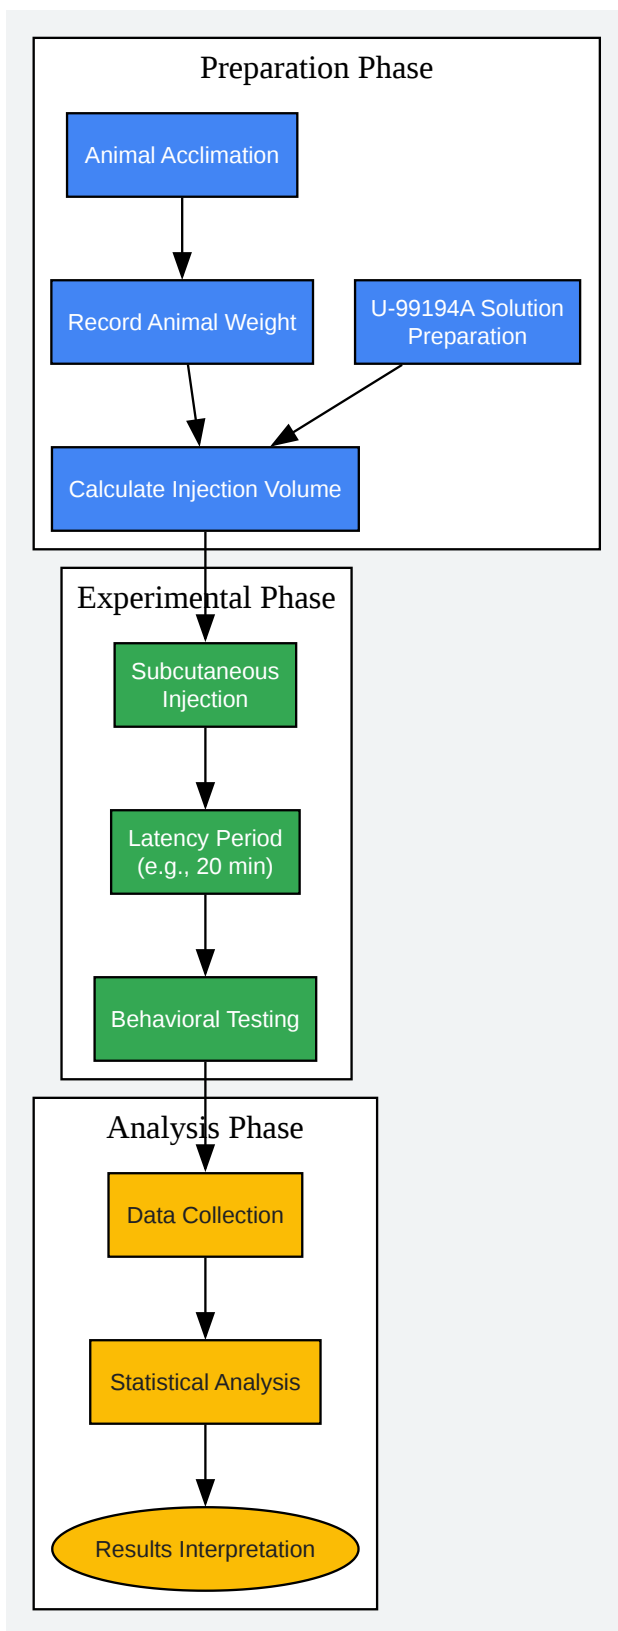 Preparation Phase
Animal Acclimation
Record Animal Weight
U-99194A Solution
Preparation
Calculate Injection Volume
Experimental Phase
Subcutaneous
Injection
Latency Period
(e.g., 20 min)
Behavioral Testing
Analysis Phase
Data Collection
Statistical Analysis
Results Interpretation